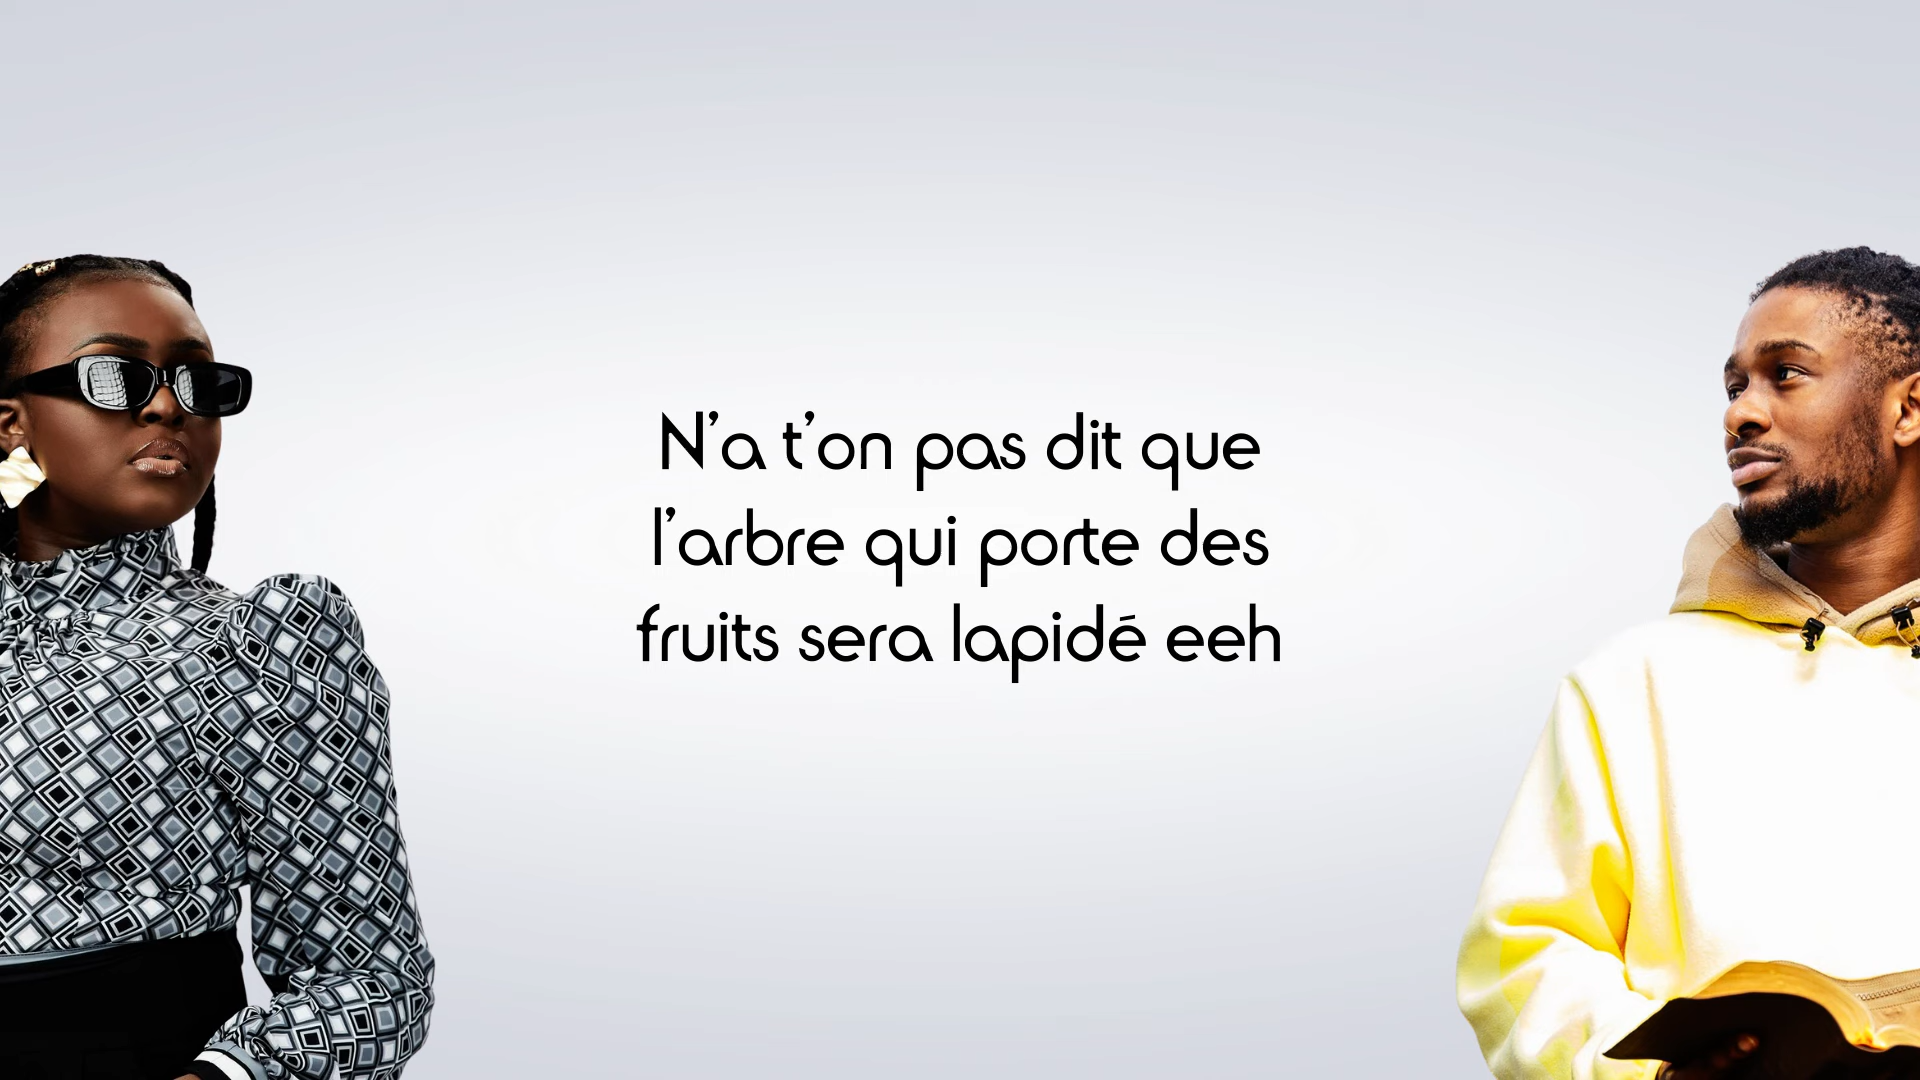 N'a t'on pas dit que
l'arbre qui porte des
fruits sera lapidé eeh